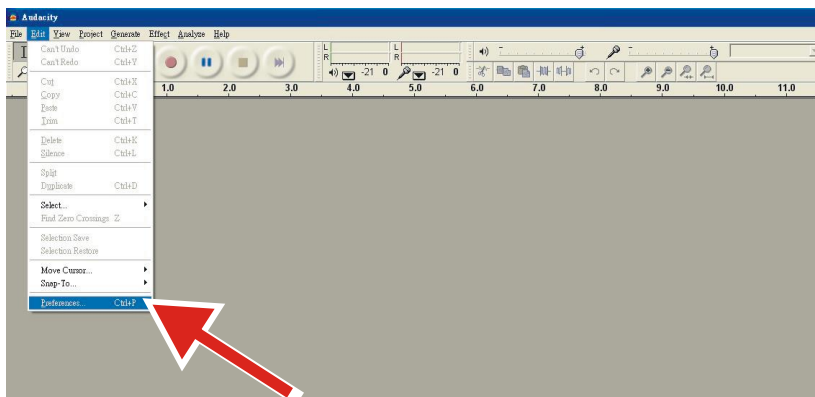 Audacity
File Edit View Project Generate Effect Analyze Help
Can't Undo Ctrl+Z
Can't Redo Ctrl+Y
Cut Ctrl+X
Copy Ctrl+C
Paste Ctrl+V
Trim Ctrl+T
Delete Ctrl+K
Silence Ctrl+L
Split
Duplicate Ctrl+D
Select...
Find Zero Crossings Z
Selection Save
Selection Restore
Move Cursor...
Snap-To...
Preferences... Ctrl+P
L
R
L
R
-21 0
-21 0
1.0 2.0 3.0 4.0 5.0 6.0 7.0 8.0 9.0 10.0 11.0